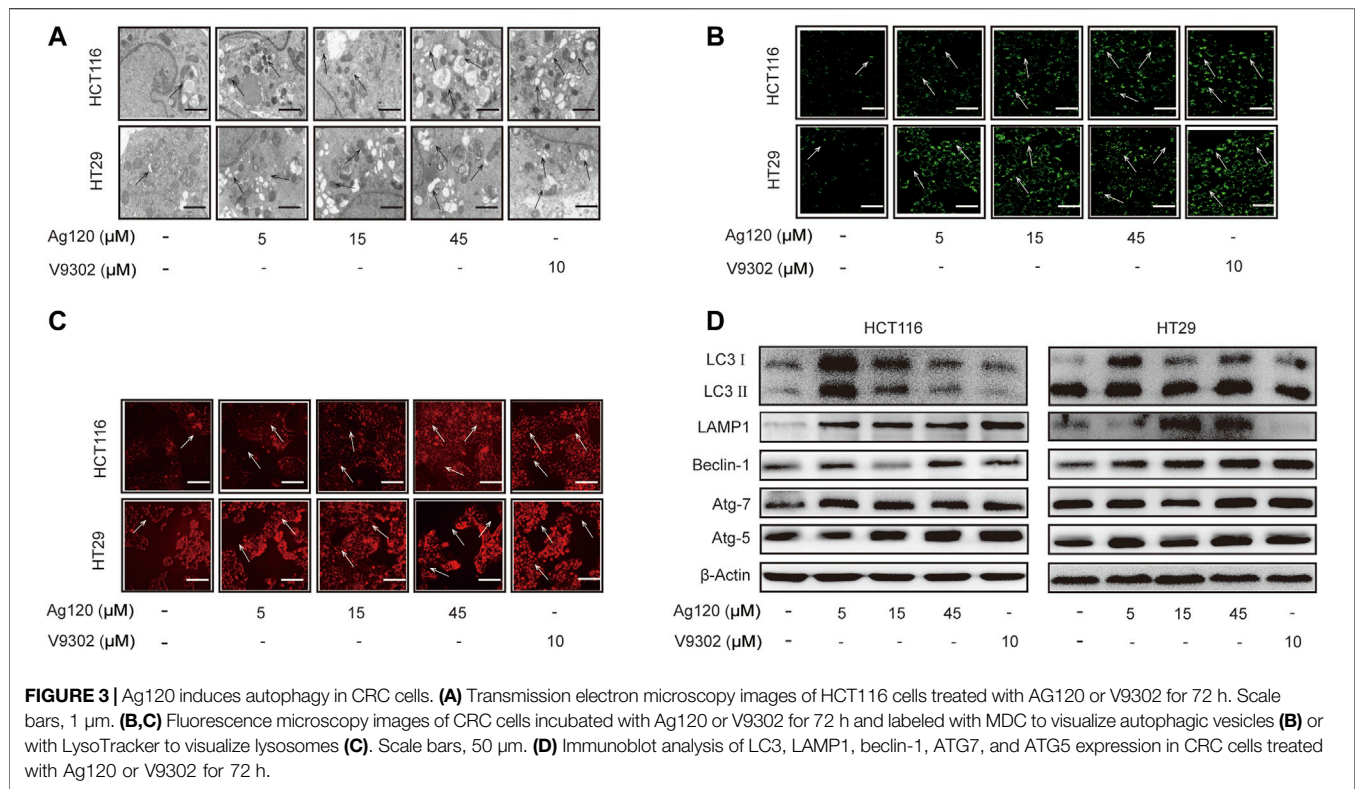 A
HCT116
HT29
Ag120 (µM) - 5 15 45 -
V9302 (µM) - - - - 10
B
HCT116
HT29
Ag120 (µM) - 5 15 45 -
V9302 (µM) - - - - 10
C
HCT116
HT29
Ag120 (µM) - 5 15 45 -
V9302 (µM) - - - - 10
D
HCT116 HT29
LC3 I
LC3 II
LAMP1
Beclin-1
Atg-7
Atg-5
β-Actin
Ag120 (µM) - 5 15 45 - - 5 15 45 -
V9302 (µM) - - - - 10 - - - - 10
FIGURE 3 | Ag120 induces autophagy in CRC cells. (A) Transmission electron microscopy images of HCT116 cells treated with AG120 or V9302 for 72 h. Scale
bars, 1 µm. (B,C) Fluorescence microscopy images of CRC cells incubated with Ag120 or V9302 for 72 h and labeled with MDC to visualize autophagic vesicles (B) or
with LysoTracker to visualize lysosomes (C). Scale bars, 50 µm. (D) Immunoblot analysis of LC3, LAMP1, beclin-1, ATG7, and ATG5 expression in CRC cells treated
with Ag120 or V9302 for 72 h.